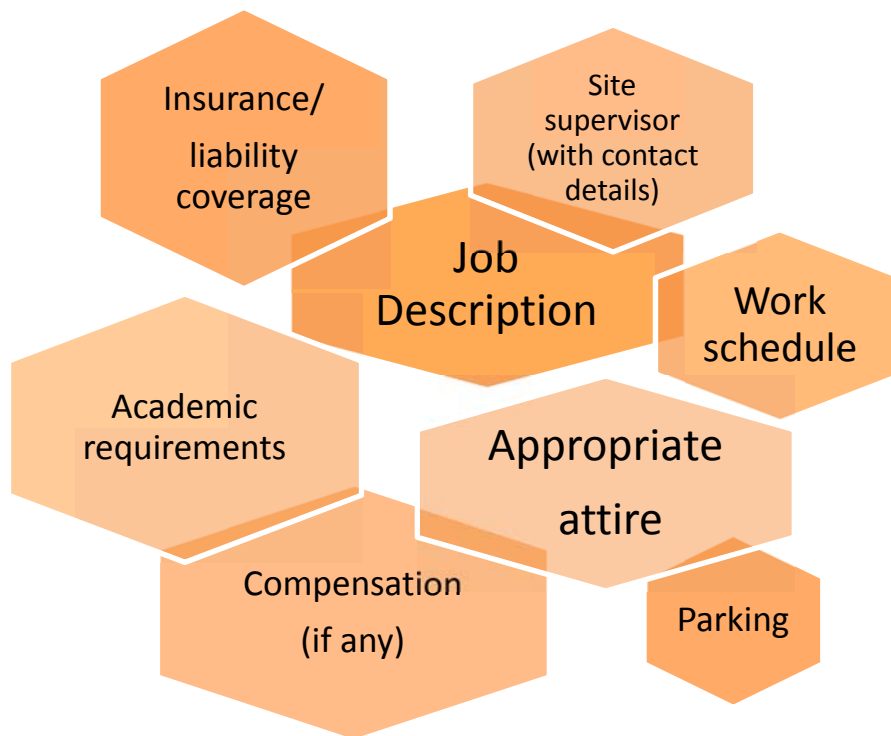 Insurance/
liability
coverage
Site
supervisor
(with contact
details)
Job
Description
Work
schedule
Academic
requirements
Appropriate
attire
Compensation
(if any)
Parking